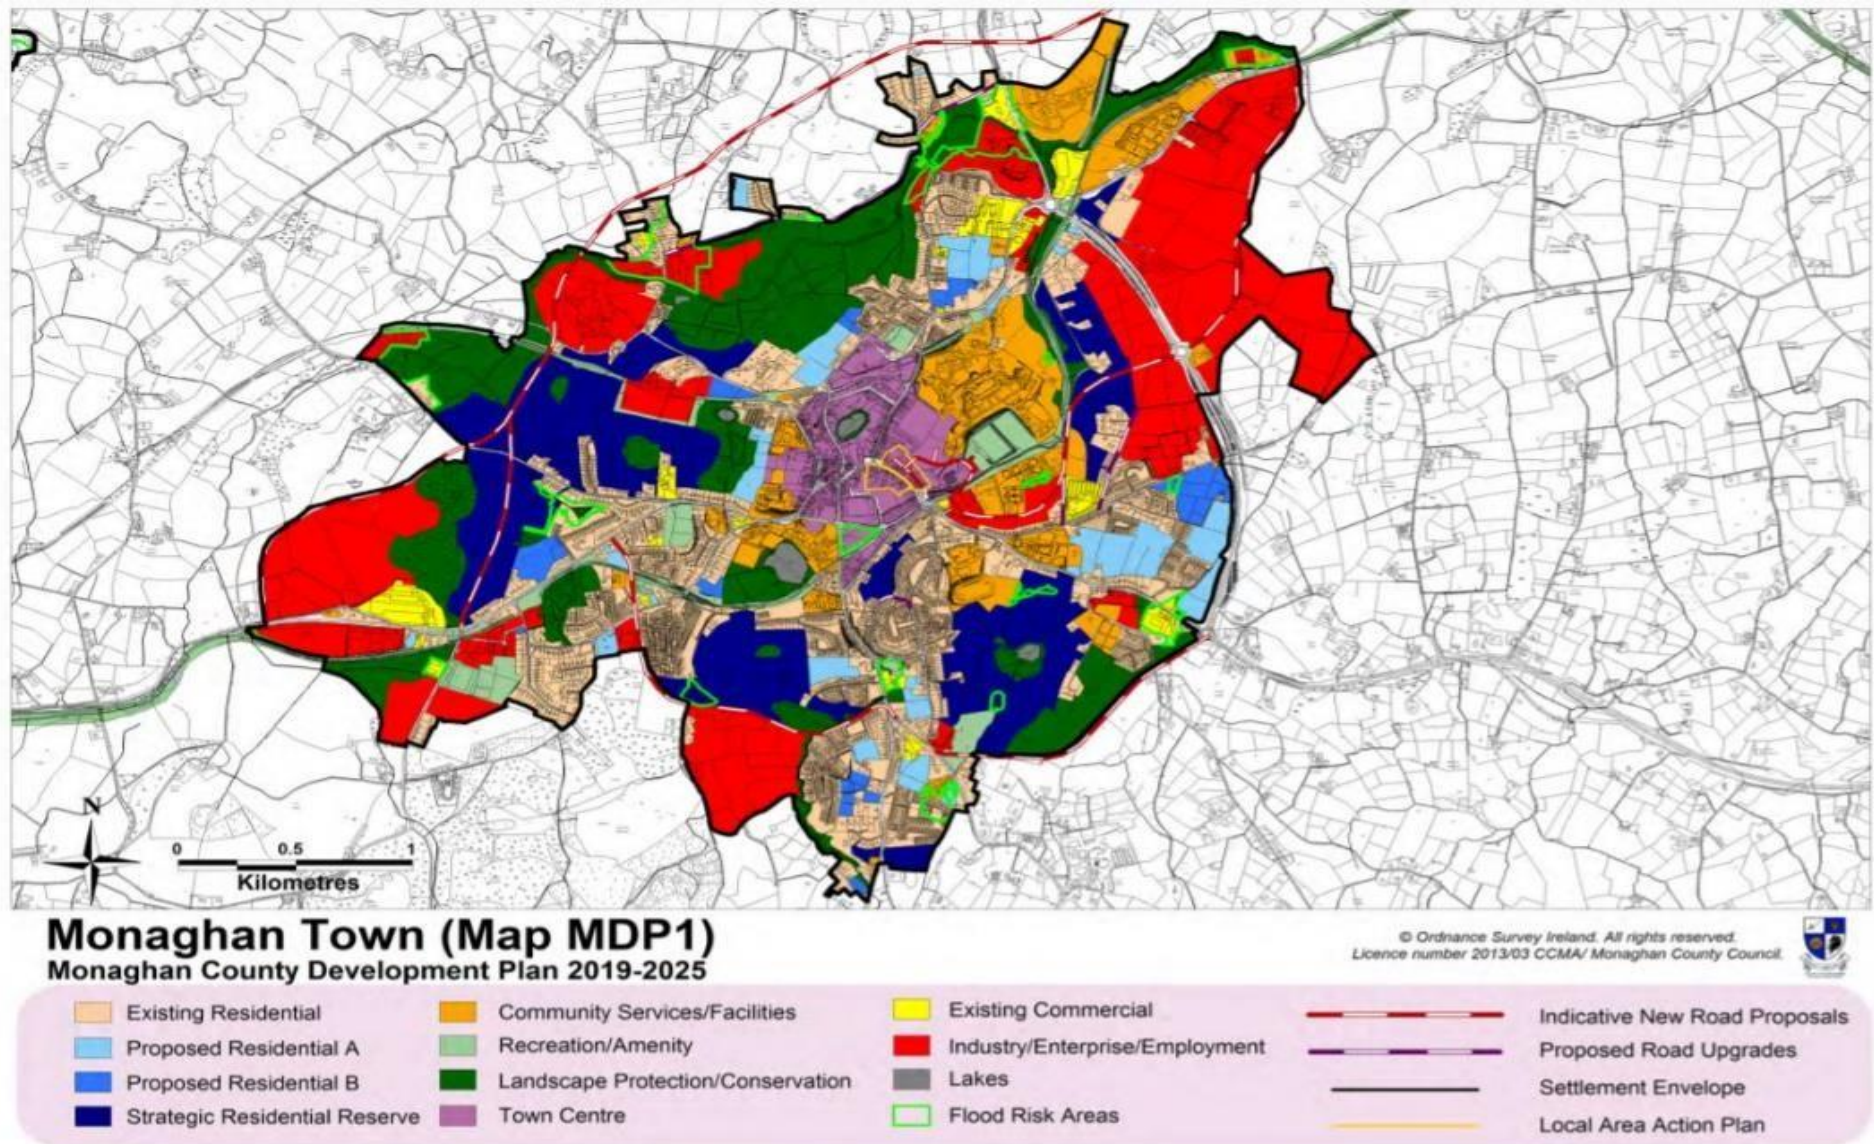 N
0 0.5 1
Kilometres
Monaghan Town (Map MDP1)
Monaghan County Development Plan 2019-2025
© Ordnance Survey Ireland. All rights reserved.
Licence number 2013/03 CCMA/ Monaghan County Council.
Existing Residential
Proposed Residential A
Proposed Residential B
Strategic Residential Reserve
Community Services/Facilities
Recreation/Amenity
Landscape Protection/Conservation
Town Centre
Existing Commercial
Industry/Enterprise/Employment
Lakes
Flood Risk Areas
Indicative New Road Proposals
Proposed Road Upgrades
Settlement Envelope
Local Area Action Plan